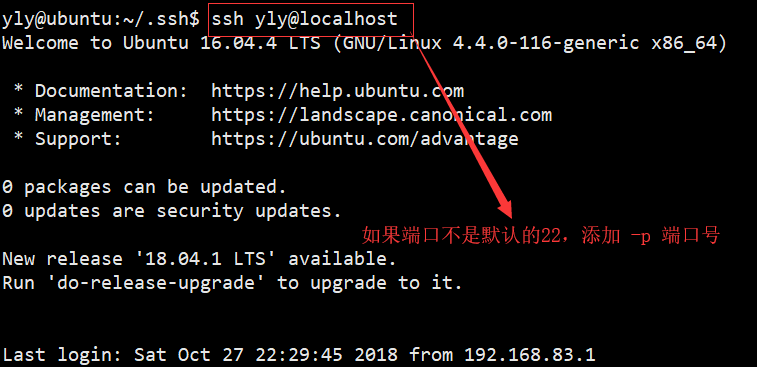 yly@ubuntu:~/.ssh$ ssh yly@localhost
Welcome to Ubuntu 16.04.4 LTS (GNU/Linux 4.4.0-116-generic x86_64)
* Documentation: https://help.ubuntu.com
* Management: https://landscape.canonical.com
* Support: https://ubuntu.com/advantage
0 packages can be updated.
0 updates are security updates.
如果端口不是默认的22，添加 -p 端口号
New release '18.04.1 LTS' available.
Run 'do-release-upgrade' to upgrade to it.
Last login: Sat Oct 27 22:29:45 2018 from 192.168.83.1